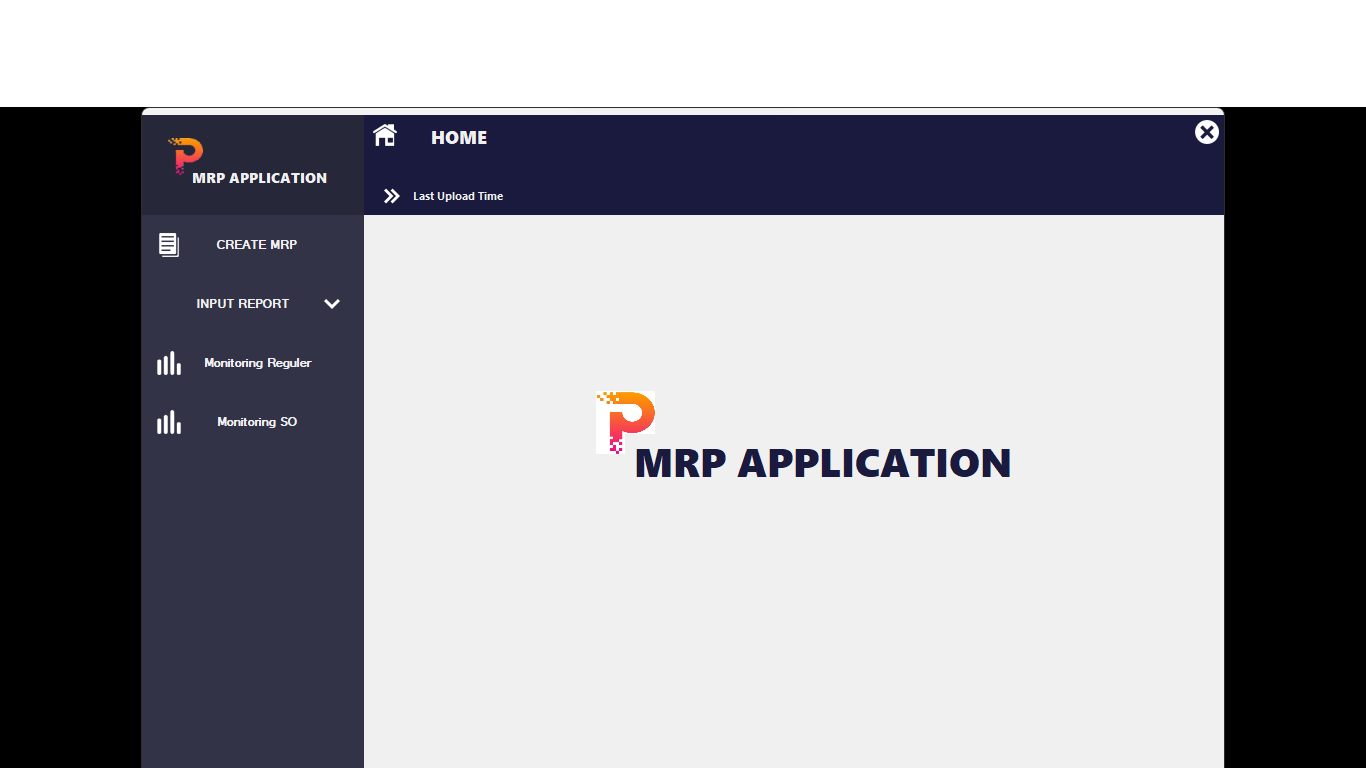 MRP APPLICATION
HOME
Last Upload Time
CREATE MRP
INPUT REPORT
Monitoring Reguler
Monitoring SO
MRP APPLICATION